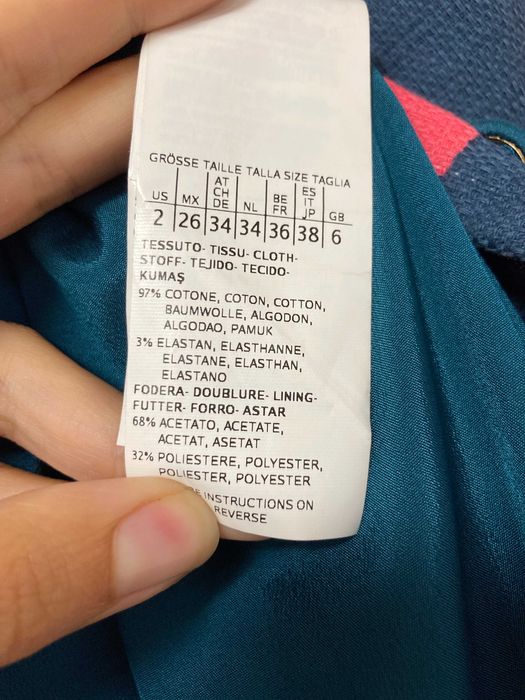 GRÖSSE TAILLE TALLA SIZE TAGLIA
US MX AT CH DE NL BE FR ES IT JP GB
2 26 34 34 36 38 6
TESSUTO- TISSU- CLOTH-
STOFF- TEJIDO- TECIDO-
KUMAŞ
97% COTONE, COTON, COTTON,
BAUMWOLLE, ALGODON,
ALGODAO, PAMUK
3% ELASTAN, ELASTHANNE,
ELASTANE, ELASTHAN,
ELASTANO
FODERA- DOUBLURE- LINING-
FUTTER- FORRO- ASTAR
68% ACETATO, ACETATE,
ACETAT, ASETAT
32% POLIESTERE, POLYESTER,
POLIESTER, POLYESTER
INSTRUCTIONS ON
REVERSE